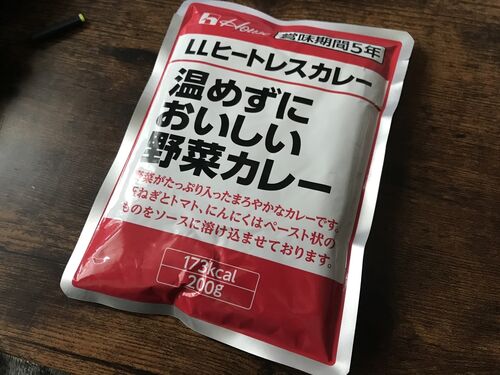 House
賞味期間5年
LLヒートレスカレー
温めずに
おいしい
野菜カレー
野菜がたっぷり入ったまろやかなカレーです。
玉ねぎとトマト、にんにくはペースト状の
ものをソースに溶け込ませております。
173kcal
200g